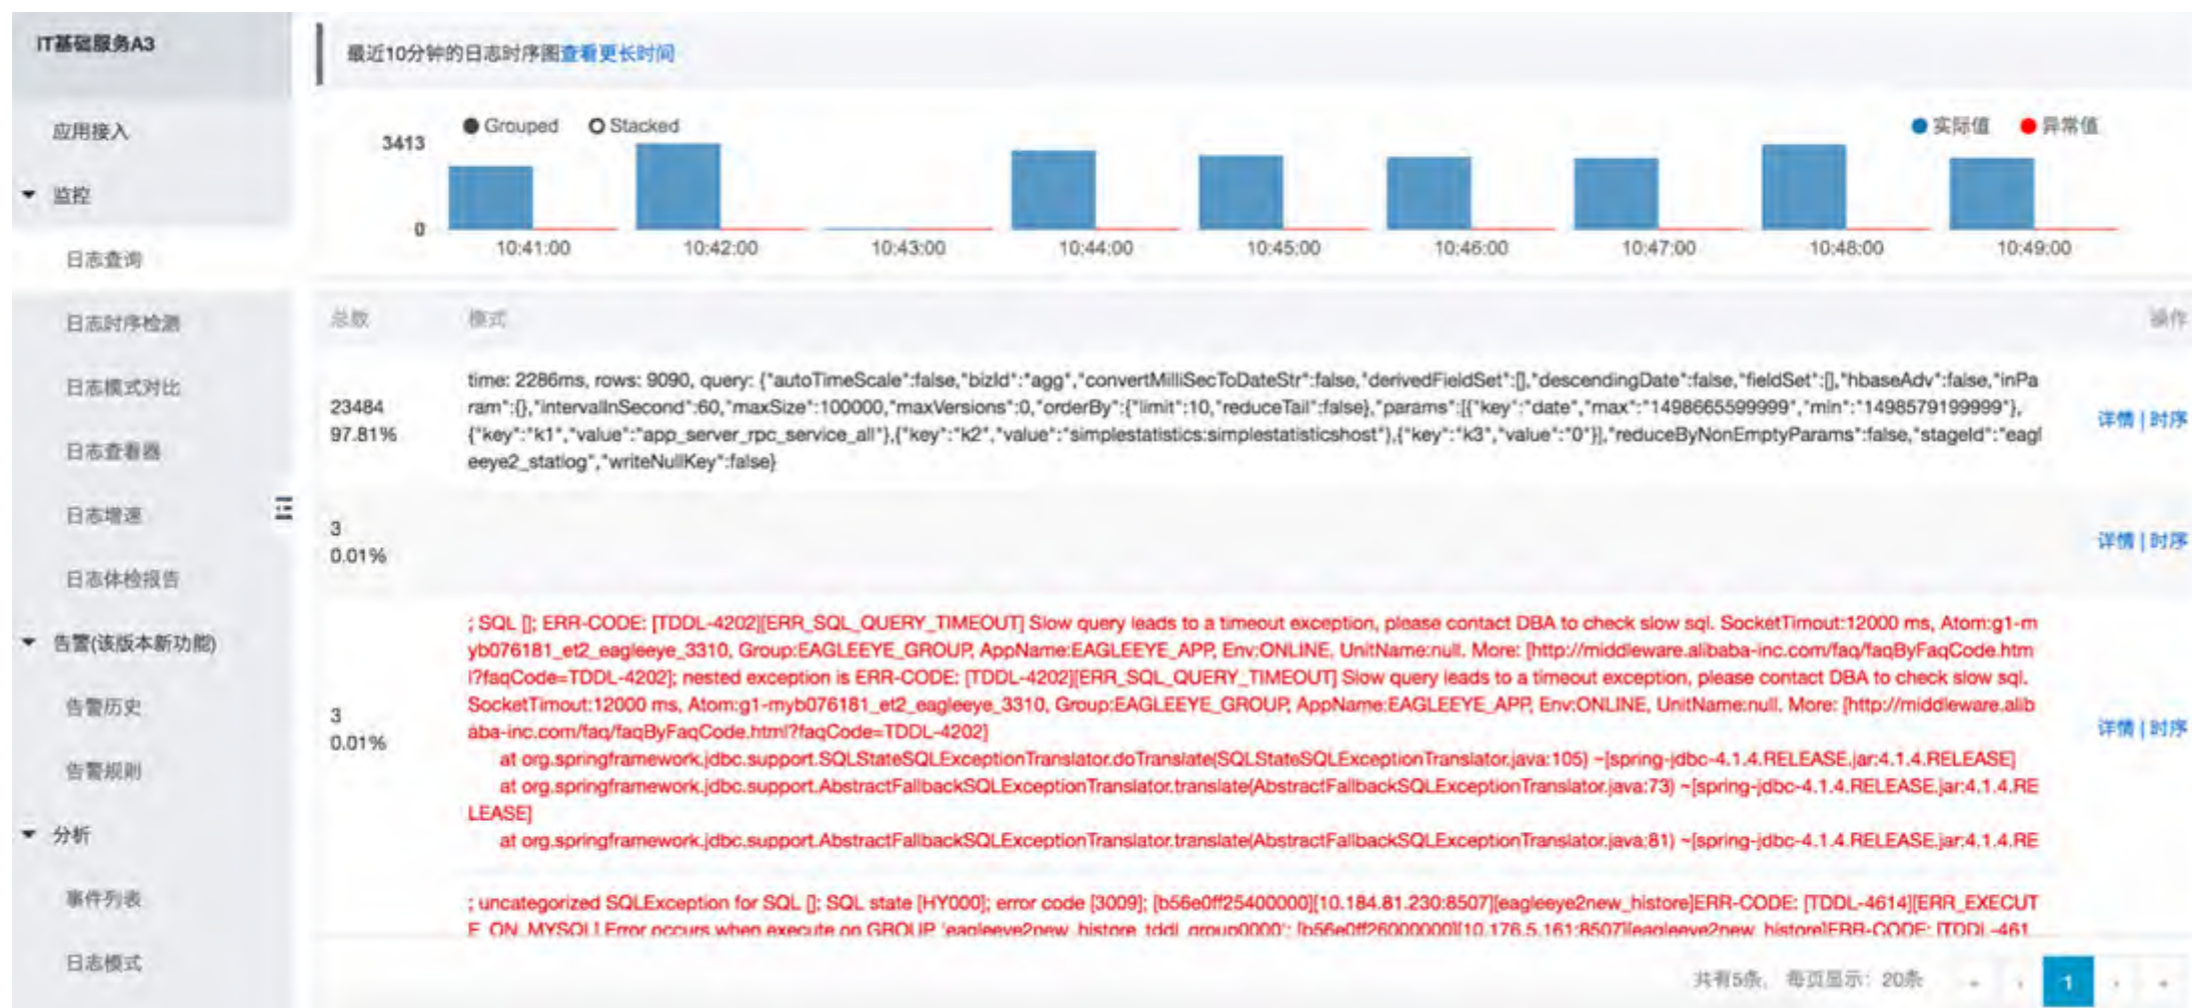 IT基础服务A3
应用接入
监控
日志查询
日志时序检测
日志模式对比
日志查看器
日志增速
日志体检报告
告警(该版本新功能)
告警历史
告警规则
分析
事件列表
日志模式
最近10分钟的日志时序图查看更长时间
Grouped Stacked
实际值 异常值
3413
0
10:41:00 10:42:00 10:43:00 10:44:00 10:45:00 10:46:00 10:47:00 10:48:00 10:49:00
总数 模式 操作
23484
97.81%
time: 2286ms, rows: 9090, query: {"autoTimeScale":false,"bizId":"agg","convertMilliSecToDateStr":false,"derivedFieldSet":[],"descendingDate":false,"fieldSet":[],"hbaseAdv":false,"inPa
ram":{},"intervalInSecond":60,"maxSize":100000,"maxVersions":0,"orderBy":{"limit":10,"reduceTail":false},"params":[{"key":"date","max":"1498665599999","min":"1498579199999"},
{"key":"k1","value":"app_server_rpc_service_all"},{"key":"k2","value":"simplestatistics:simplestatisticshost"},{"key":"k3","value":"0"}],"reduceByNonEmptyParams":false,"stageId":"eagl
eeye2_statlog","writeNullKey":false}
详情 | 时序
3
0.01%
详情 | 时序
3
0.01%
; SQL []; ERR-CODE: [TDDL-4202][ERR_SQL_QUERY_TIMEOUT] Slow query leads to a timeout exception, please contact DBA to check slow sql. SocketTimout:12000 ms, Atom:g1-m
yb076181_et2_eagleeye_3310, Group:EAGLEEYE_GROUP, AppName:EAGLEEYE_APP, Env:ONLINE, UnitName:null. More: [http://middleware.alibaba-inc.com/faq/faqByFaqCode.htm
l?faqCode=TDDL-4202]; nested exception is ERR-CODE: [TDDL-4202][ERR_SQL_QUERY_TIMEOUT] Slow query leads to a timeout exception, please contact DBA to check slow sql.
SocketTimout:12000 ms, Atom:g1-myb076181_et2_eagleeye_3310, Group:EAGLEEYE_GROUP, AppName:EAGLEEYE_APP, Env:ONLINE, UnitName:null. More: [http://middleware.alib
aba-inc.com/faq/faqByFaqCode.html?faqCode=TDDL-4202]
at org.springframework.jdbc.support.SQLStateSQLExceptionTranslator.doTranslate(SQLStateSQLExceptionTranslator.java:105) ~[spring-jdbc-4.1.4.RELEASE.jar:4.1.4.RELEASE]
at org.springframework.jdbc.support.AbstractFallbackSQLExceptionTranslator.translate(AbstractFallbackSQLExceptionTranslator.java:73) ~[spring-jdbc-4.1.4.RELEASE.jar:4.1.4.RE
LEASE]
at org.springframework.jdbc.support.AbstractFallbackSQLExceptionTranslator.translate(AbstractFallbackSQLExceptionTranslator.java:81) ~[spring-jdbc-4.1.4.RELEASE.jar:4.1.4.RE
详情 | 时序
; uncategorized SQLException for SQL []; SQL state [HY000]; error code [3009]; [b56e0ff25400000][10.184.81.230:8507][eagleeye2new_histore]ERR-CODE: [TDDL-4614][ERR_EXECUT
E_ON_MYSQL] Error occurs when execute on GROUP 'eagleeye2new_histore_tddl_group0000': [b56e0ff26000000][10.176.5.161:8507][eagleeye2new_histore]ERR-CODE: [TDDL-461
共有5条, 每页显示: 20条 « ‹ 1 › »